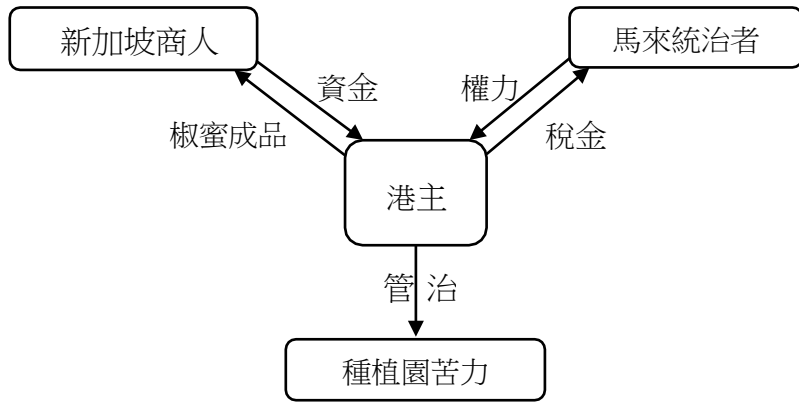 新加坡商人
馬來統治者
資金
權力
椒蜜成品
稅金
港主
管治
種植園苦力